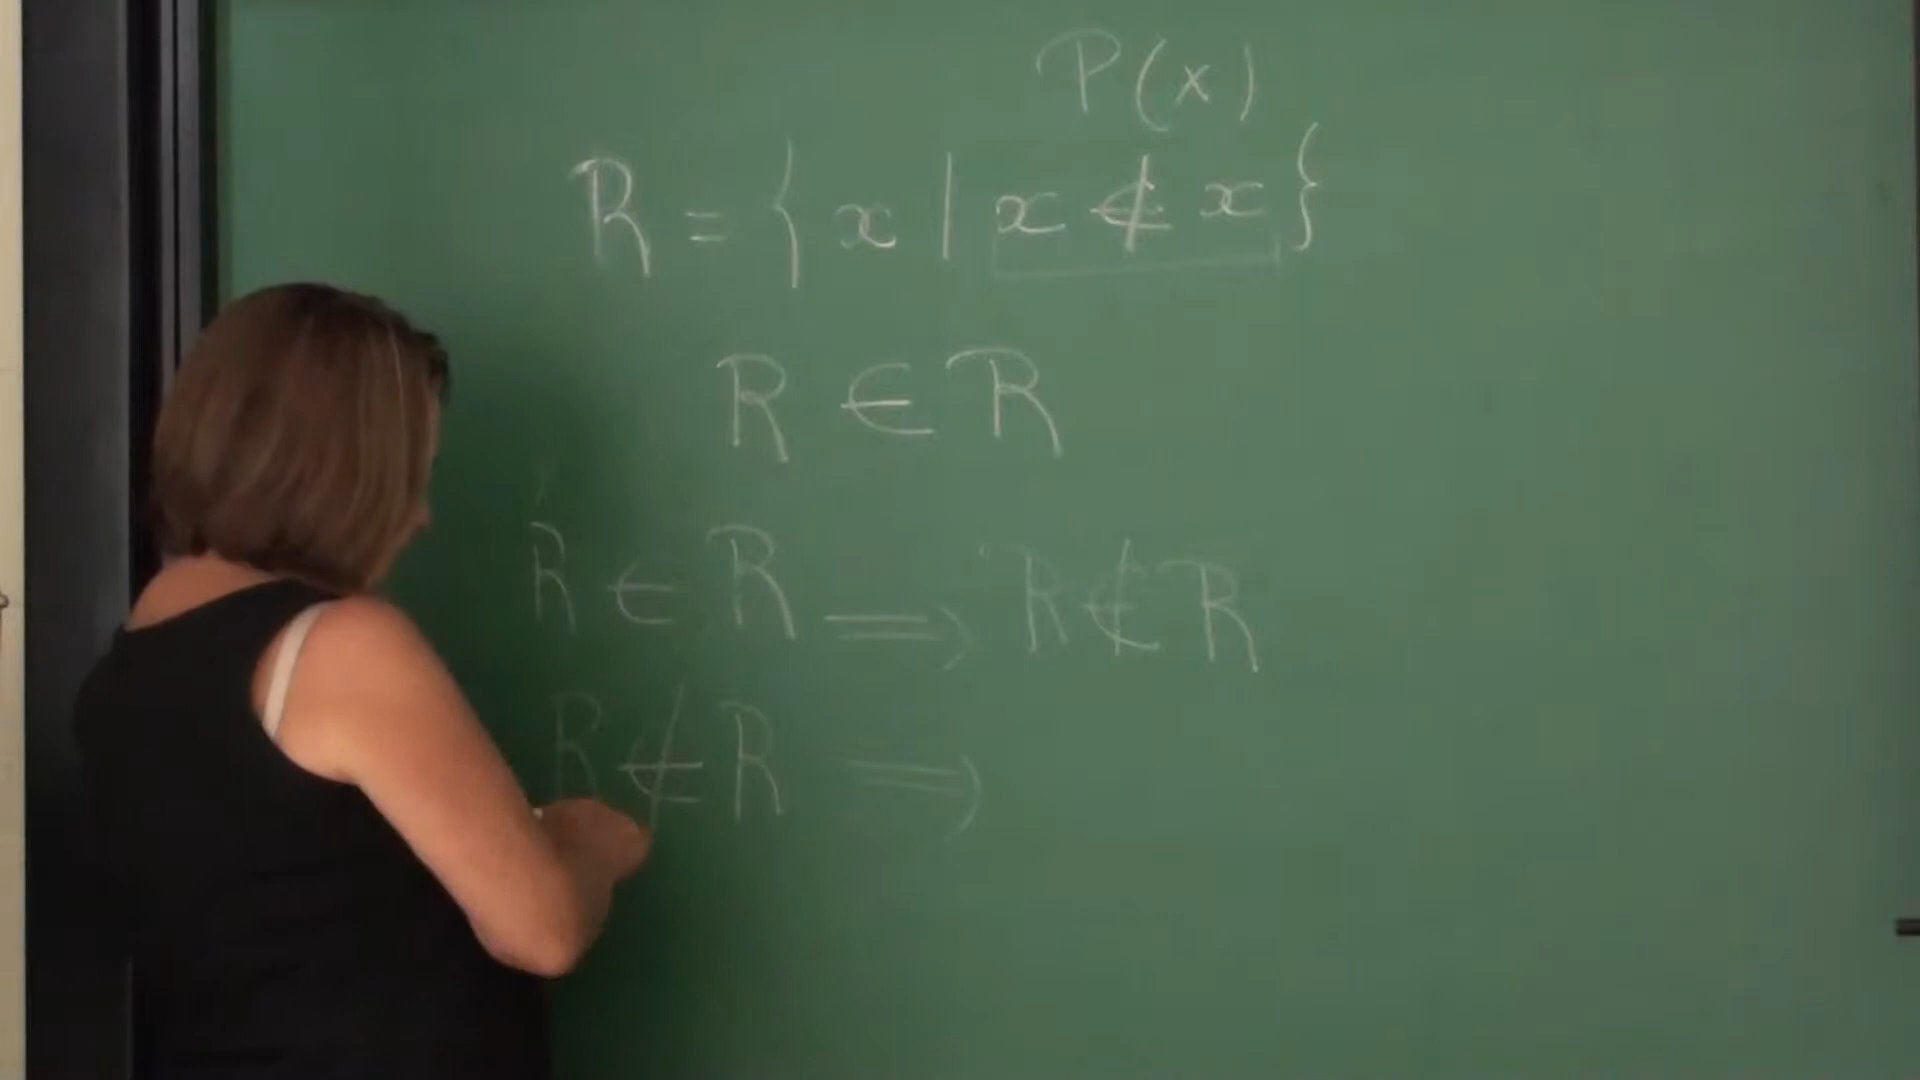 P(x)
R = { x | x ∉ x }
R ∈ R
R ∈ R ⟹ R ∉ R
R ∉ R ⟹